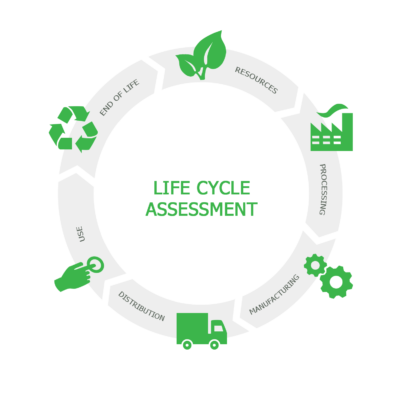 LIFE CYCLE
ASSESSMENT
RESOURCES
PROCESSING
MANUFACTURING
DISTRIBUTION
USE
END OF LIFE